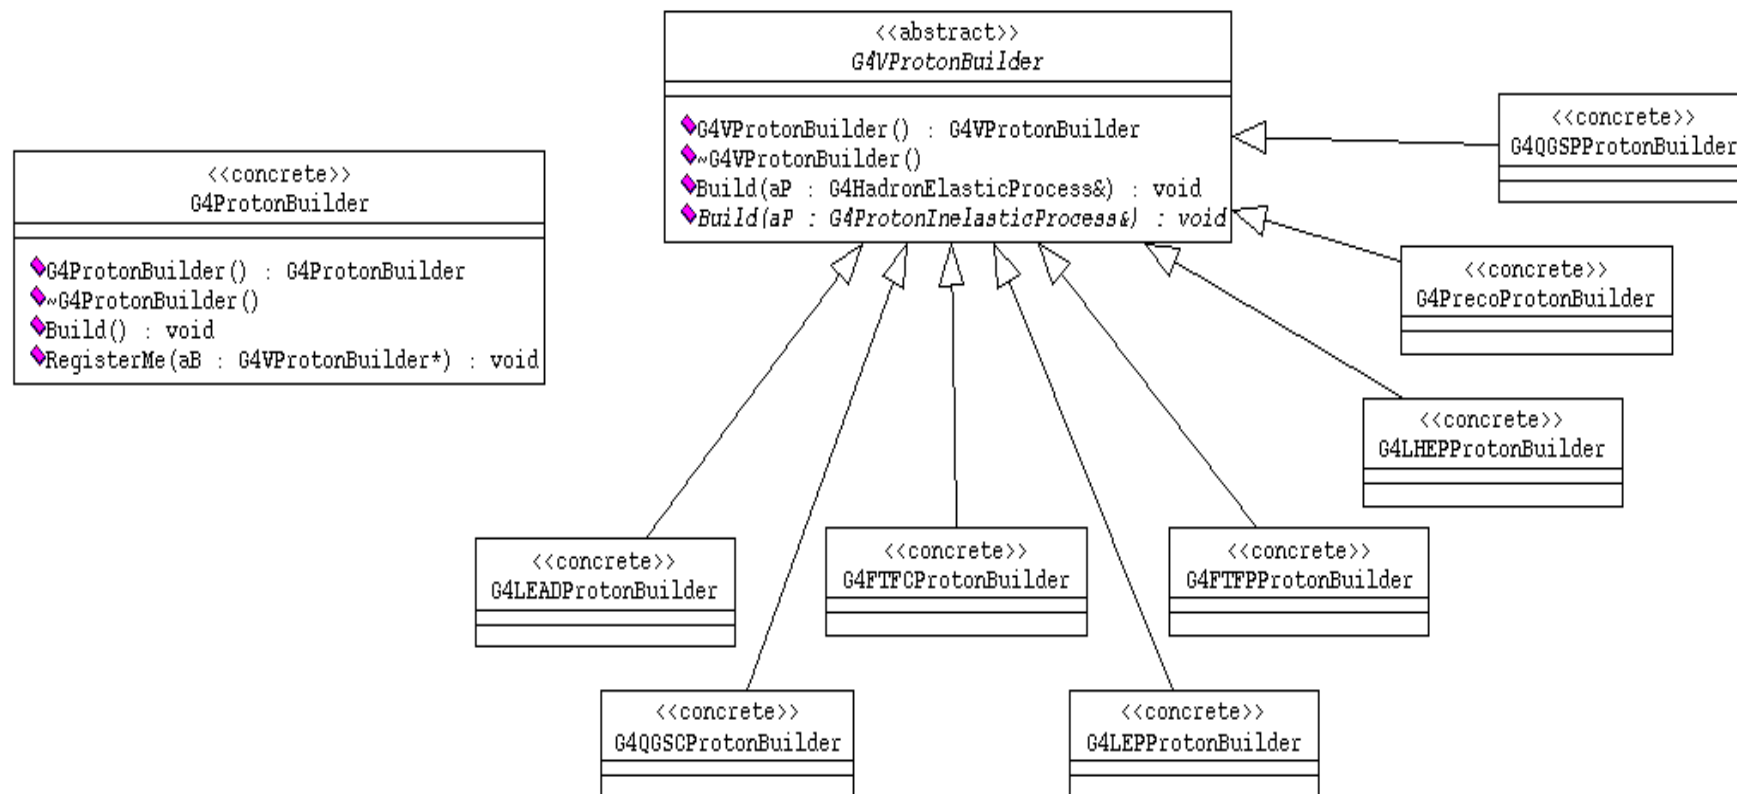 <<abstract>>
G4VProtonBuilder
G4VProtonBuilder() : G4VProtonBuilder
~G4VProtonBuilder()
Build(aP : G4HadronElasticProcess&) : void
Build(aP : G4ProtonInelasticProcess&) : void
<<concrete>>
G4QGSPProtonBuilder
<<concrete>>
G4ProtonBuilder
G4ProtonBuilder() : G4ProtonBuilder
~G4ProtonBuilder()
Build() : void
RegisterMe(aB : G4VProtonBuilder*) : void
<<concrete>>
G4PrecoProtonBuilder
<<concrete>>
G4LHEPProtonBuilder
<<concrete>>
G4LEADProtonBuilder
<<concrete>>
G4FTFCProtonBuilder
<<concrete>>
G4FTFPProtonBuilder
<<concrete>>
G4QGSCProtonBuilder
<<concrete>>
G4LEPProtonBuilder